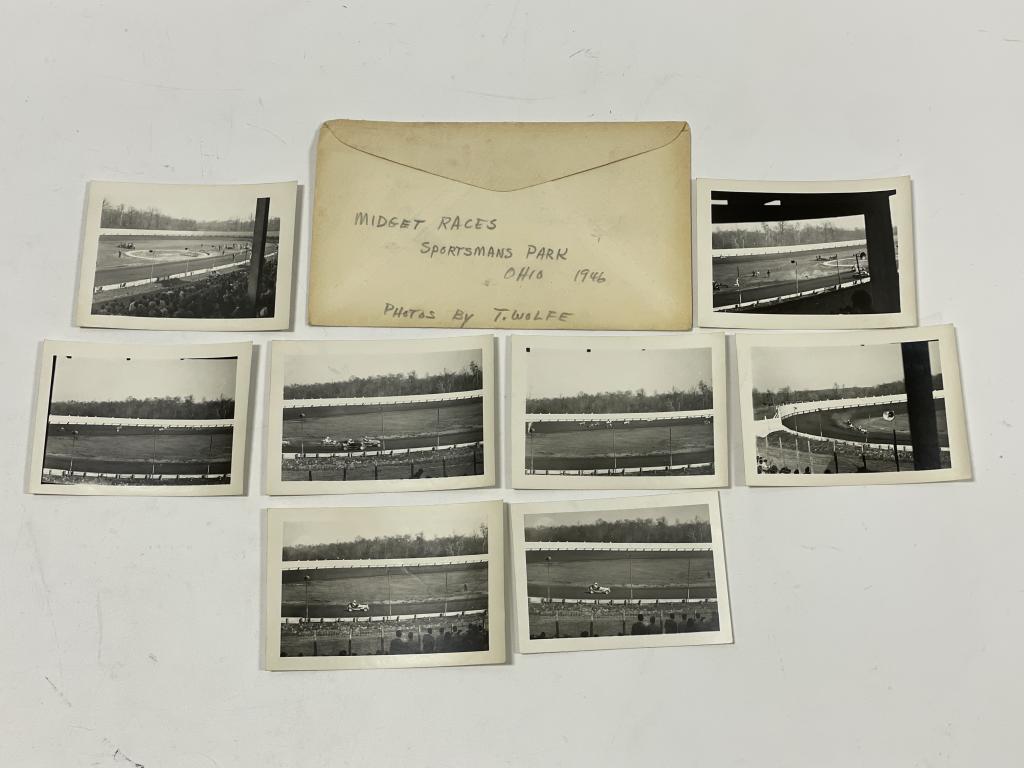 MIDGET RACES
SPORTSMANS PARK
OHIO 1946
PHOTOS BY T. WOLFE